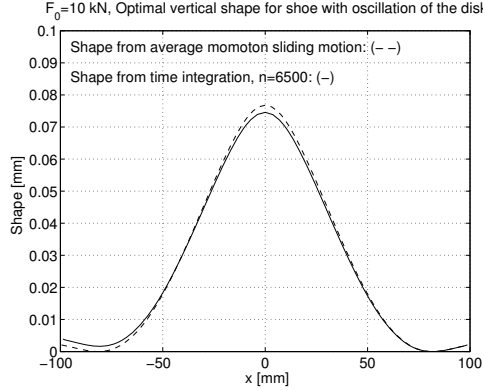 F0=10 kN, Optimal vertical shape for shoe with oscillation of the disk
Shape from average momoton sliding motion: (– –)
Shape from time integration, n=6500: (–)
0.1
0.09
0.08
0.07
0.06
0.05
0.04
0.03
0.02
0.01
0
Shape [mm]
−100 −50 0 50 100
x [mm]